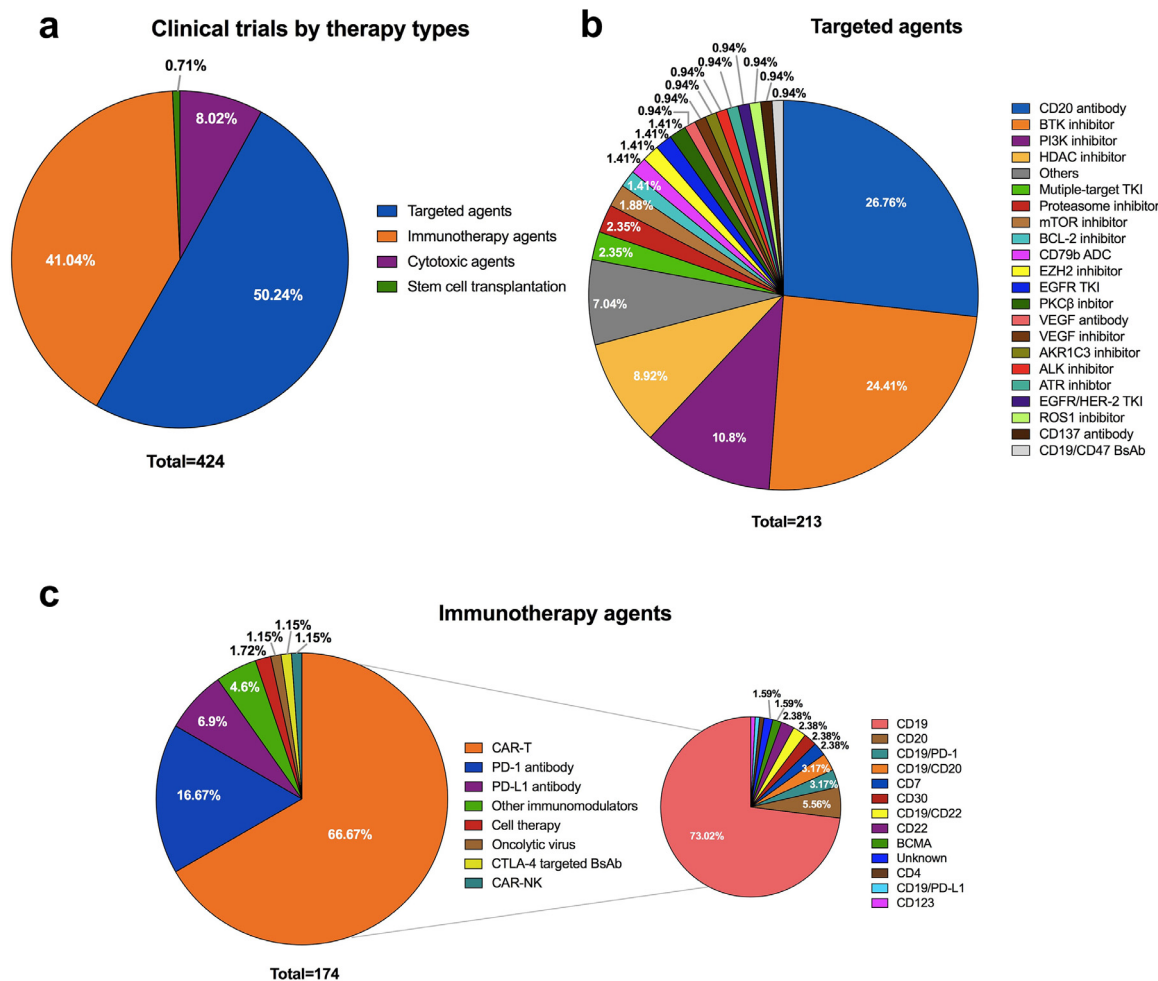 a
Clinical trials by therapy types
0.71%
8.02%
41.04%
50.24%
Targeted agents
Immunotherapy agents
Cytotoxic agents
Stem cell transplantation
Total=424
b
Targeted agents
0.94%
0.94%
0.94%
0.94%
0.94%
0.94%
0.94%
0.94%
0.94%
1.41%
1.41%
1.41%
1.41%
1.41%
1.88%
2.35%
2.35%
7.04%
8.92%
10.8%
24.41%
26.76%
CD20 antibody
BTK inhibitor
PI3K inhibitor
HDAC inhibitor
Others
Mutiple-target TKI
Proteasome inhibitor
mTOR inhibitor
BCL-2 inhibitor
CD79b ADC
EZH2 inhibitor
EGFR TKI
PKCβ inbitor
VEGF antibody
VEGF inhibitor
AKR1C3 inhibitor
ALK inhibitor
ATR inhibtor
EGFR/HER-2 TKI
ROS1 inibitor
CD137 antibody
CD19/CD47 BsAb
Total=213
c
Immunotherapy agents
1.15%
1.15%
1.15%
1.72%
4.6%
6.9%
16.67%
66.67%
CAR-T
PD-1 antibody
PD-L1 antibody
Other immunomodulators
Cell therapy
Oncolytic virus
CTLA-4 targeted BsAb
CAR-NK
Total=174
1.59%
1.59%
2.38%
2.38%
2.38%
2.38%
3.17%
3.17%
5.56%
73.02%
CD19
CD20
CD19/PD-1
CD19/CD20
CD7
CD30
CD19/CD22
CD22
BCMA
Unknown
CD4
CD19/PD-L1
CD123